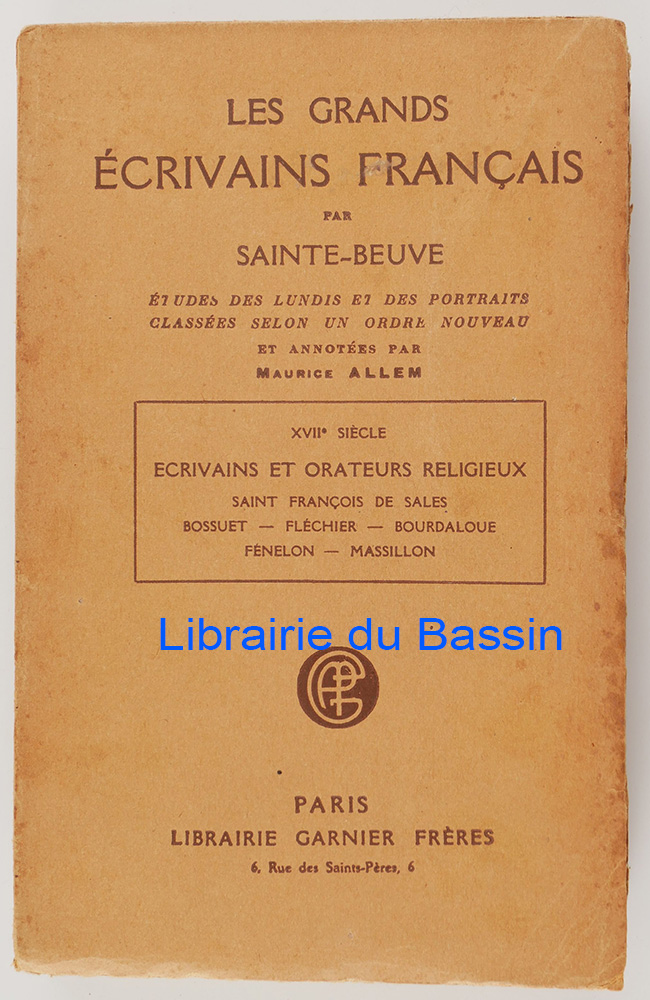 LES GRANDS
ÉCRIVAINS FRANÇAIS
PAR
SAINTE-BEUVE
ÉTUDES DES LUNDIS ET DES PORTRAITS
CLASSÉES SELON UN ORDRE NOUVEAU
ET ANNOTÉES PAR
MAURICE ALLEM
XVIIe SIÈCLE
ECRIVAINS ET ORATEURS RELIGIEUX
SAINT FRANÇOIS DE SALES
BOSSUET — FLÉCHIER — BOURDALOUE
FÉNELON — MASSILLON
Librairie du Bassin
PARIS
LIBRAIRIE GARNIER FRÈRES
6, Rue des Saints-Pères, 6